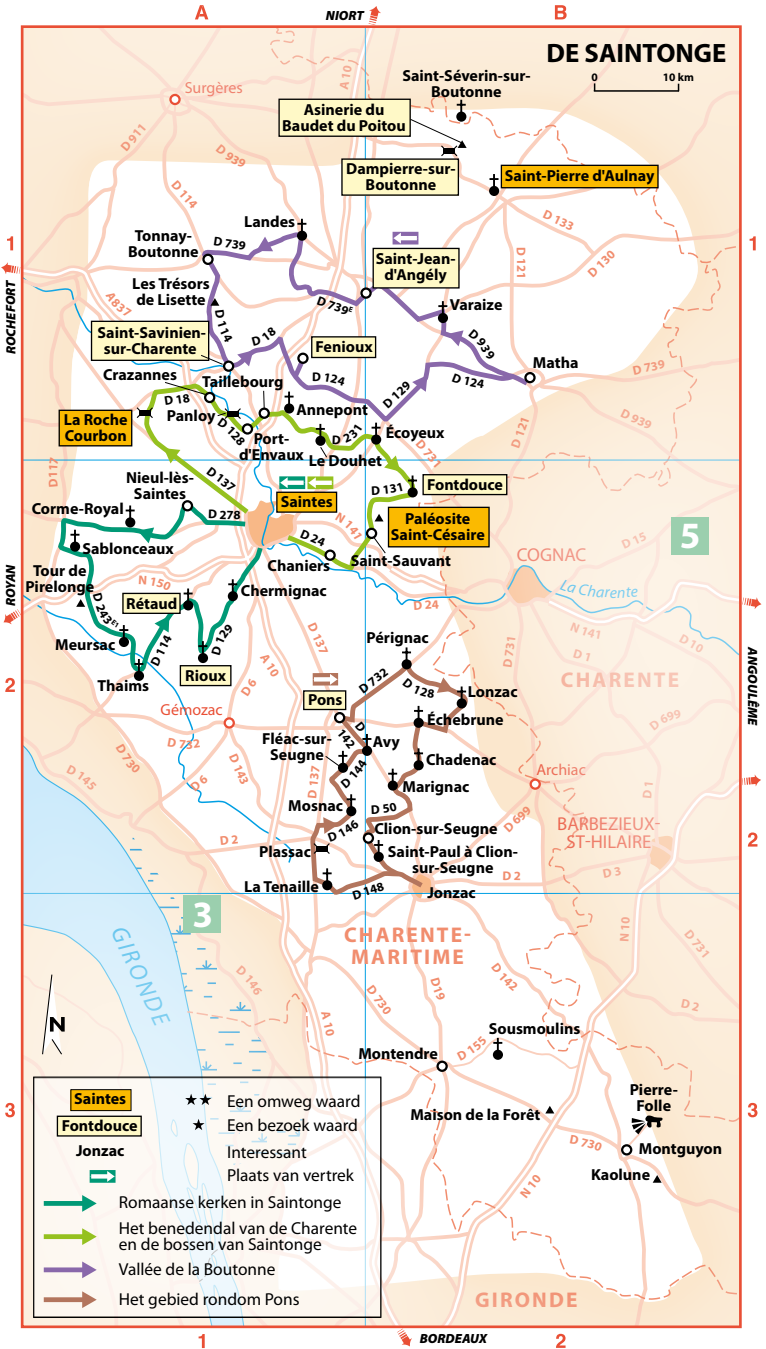 A
NIORT
B
DE SAINTONGE
0 10 km
Saint-Séverin-sur-
Boutonne
A 10
Surgères
Asinerie du
Baudet du Poitou
D 911
D 939
Dampierre-sur-
Boutonne
Saint-Pierre d'Aulnay
D 114
D 133
Landes
1
Tonnay-
Boutonne
D 739
1
D 121
D 130
Saint-Jean-
d'Angély
ROCHEFORT
A837
Les Trésors
de Lisette
D 739E
Varaize
D 114
D 18
Saint-Savinien-
sur-Charente
Fenioux
D 939
Matha
D 739
Crazannes
Taillebourg
D 124
D 129
D 124
D 18
Annepont
D 939
La Roche
Courbon
Panloy
D 128
Port-
d'Envaux
D 231
Écoyeux
D 121
D 731
Le Douhet
D 117
D 137
Nieul-lès-
Saintes
D 131
Fontdouce
Corme-Royal
Saintes
D 278
N 147
Paléosite
Saint-Césaire
5
D 15
Sablonceaux
D 24
Saint-Sauvant
COGNAC
Chaniers
Tour de
Pirelonge
N 150
Chermignac
La Charente
ROYAN
Rétaud
D 24
D 243E1
N 141
D 129
D 137
Pérignac
D 731
D 10
Meursac
D 114
D 1
A 10
D 732
ANGOULÊME
Thaims
Rioux
D 128
Lonzac
CHARENTE
2
D 6
Pons
Gémozac
D 142
Échebrune
D 699
D 732
Fléac-sur-
Seugne
Avy
D 730
D 143
D 144
Chadenac
Archiac
D 145
D 6
D 137
Marignac
D 1
Mosnac
D 50
D 699
BARBEZIEUX-
ST-HILAIRE
D 146
Clion-sur-Seugne
D 2
2
Plassac
Saint-Paul à Clion-
sur-Seugne
D 2
D 3
La Tenaille
D 148
Jonzac
3
N 10
GIRONDE
CHARENTE-
MARITIME
D 731
D 146
D19
D 142
D 730
D 2
N
A 10
Sousmoulins
D 155
Montendre
Pierre-
Folle
3
Maison de la Forêt
3
D 730
Montguyon
Kaolune
N 10
GIRONDE
Saintes
★★ Een omweg waard
Fontdouce
★ Een bezoek waard
Jonzac Interessant
Plaats van vertrek
Romaanse kerken in Saintonge
Het benedendal van de Charente
en de bossen van Saintonge
Vallée de la Boutonne
Het gebied rondom Pons
1
BORDEAUX
2